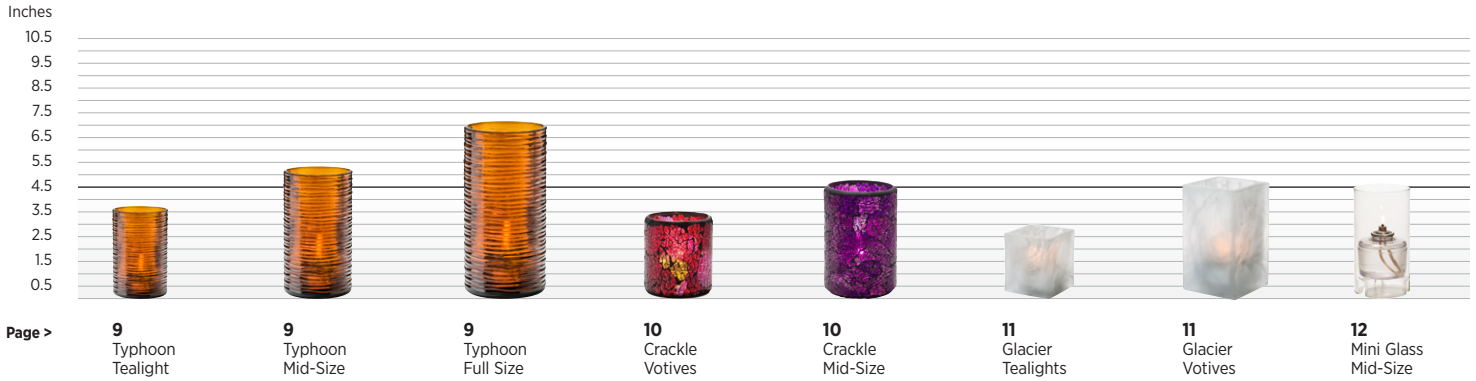 Inches
10.5
9.5
8.5
7.5
6.5
5.5
4.5
3.5
2.5
1.5
0.5
Page >
9
Typhoon
Tealight
9
Typhoon
Mid-Size
9
Typhoon
Full Size
10
Crackle
Votives
10
Crackle
Mid-Size
11
Glacier
Tealights
11
Glacier
Votives
12
Mini Glass
Mid-Size